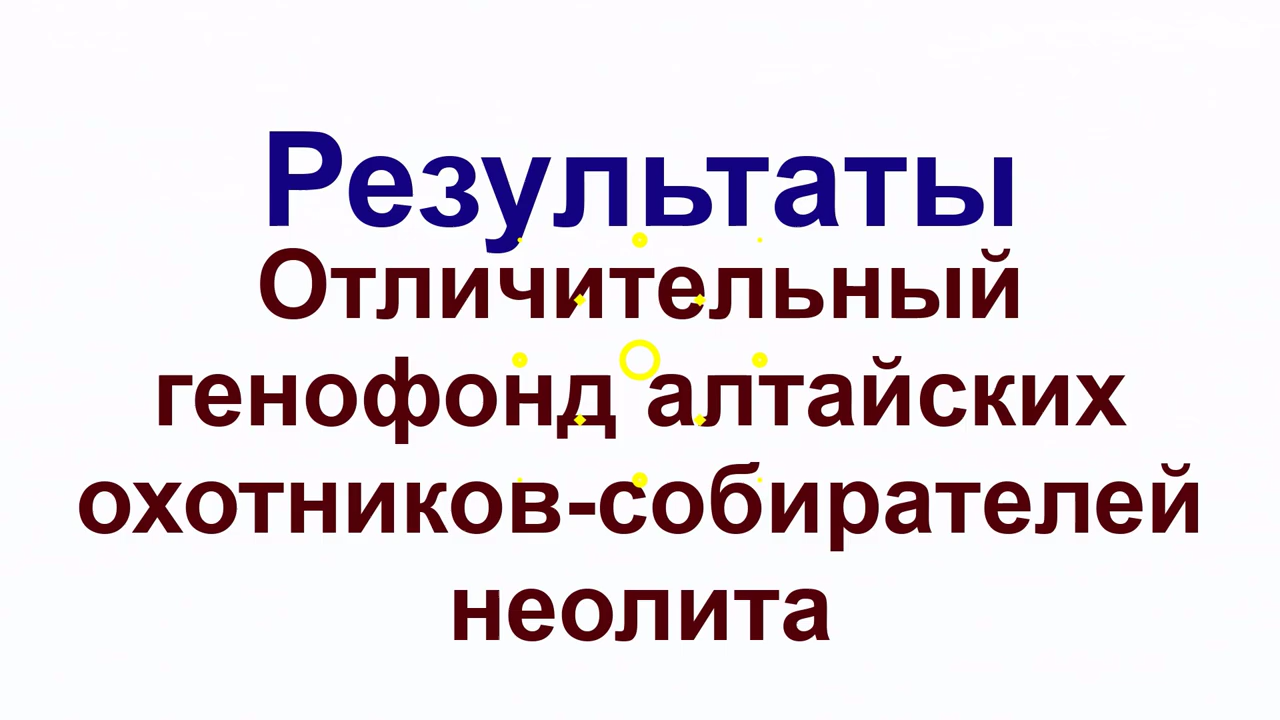 Результаты
Отличительный
генофонд алтайских
охотников-собирателей
неолита